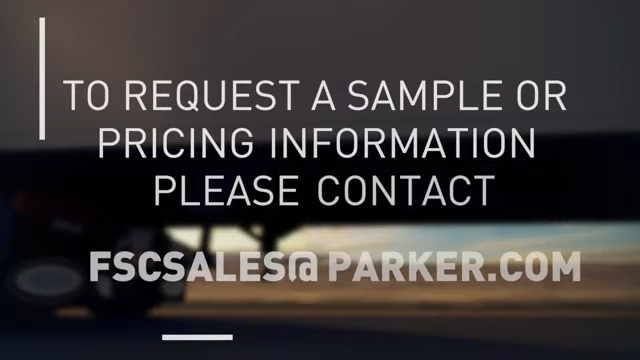 TO REQUEST A SAMPLE OR
PRICING INFORMATION
PLEASE CONTACT
FSCSALES@PARKER.COM